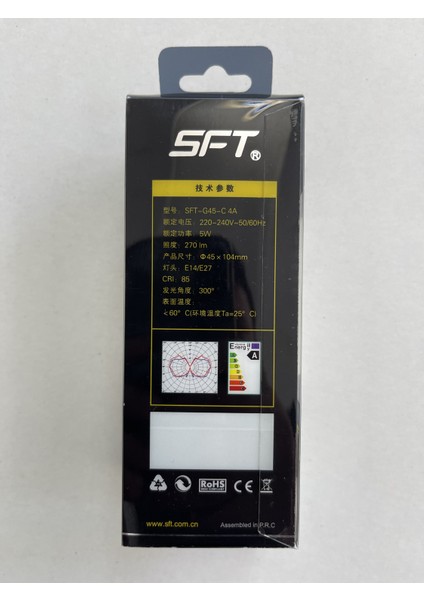 SFT®
技术参数
型号: SFT-G45-C 4A
额定电压: 220-240V~50/60Hz
额定功率: 5W
照度: 270 lm
产品尺寸: Φ45×104mm
灯头: E14/E27
CRI: 85
发光角度: 300°
表面温度:
<60° C(环境温度Ta=25° C)
Energ
A
RoHS
CE
www.sft.com.cn
Assembled In P.R.C